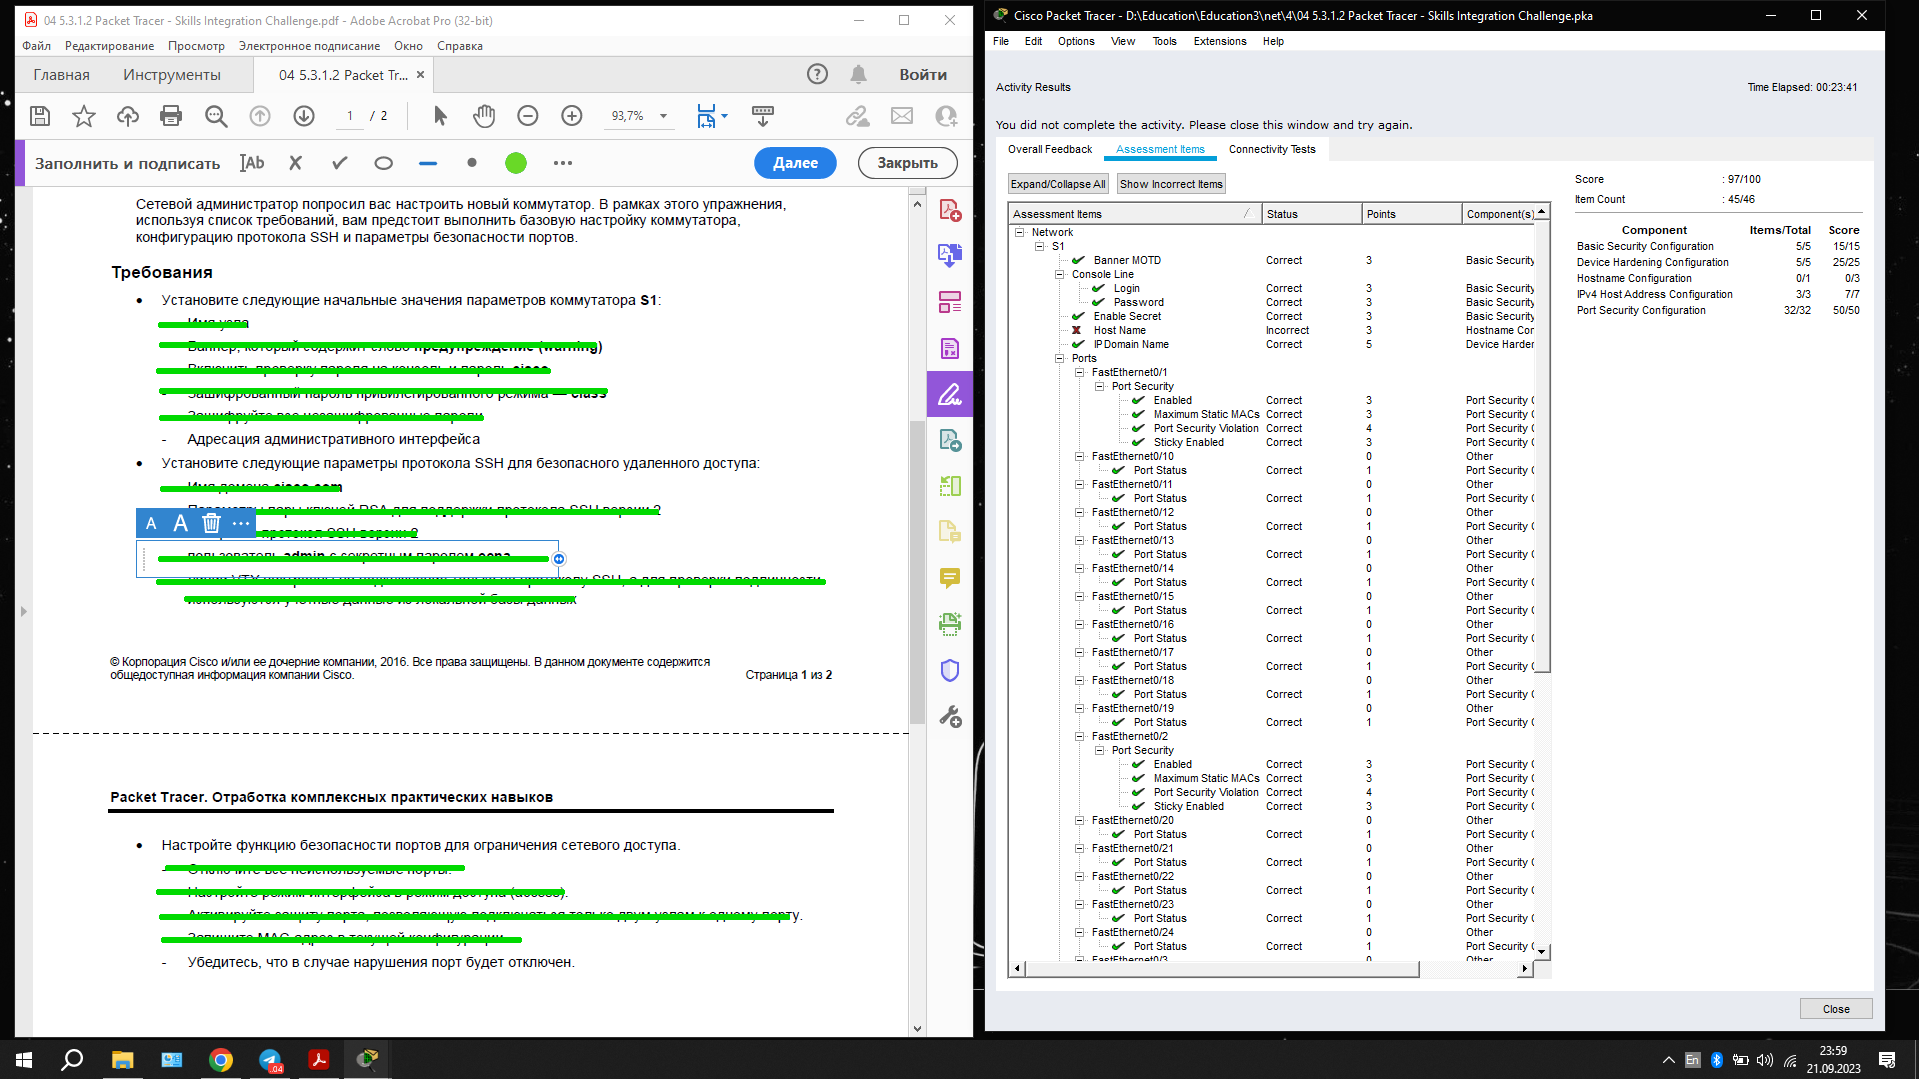 04 5.3.1.2 Packet Tracer - Skills Integration Challenge.pdf - Adobe Acrobat Pro (32-bit)
Файл Редактирование Просмотр Электронное подписание Окно Справка
Главная Инструменты 04 5.3.1.2 Packet Tr... × Войти
1 / 2 93,7%
Заполнить и подписать Далее Закрыть
Сетевой администратор попросил вас настроить новый коммутатор. В рамках этого упражнения,
используя список требований, вам предстоит выполнить базовую настройку коммутатора,
конфигурацию протокола SSH и параметры безопасности портов.
Требования
• Установите следующие начальные значения параметров коммутатора S1:
Имя узла
Баннер, который содержит слово предупреждение (warning)
Включить проверку пароля на консоль и пароль cisco
- Зашифрованный пароль привилегированного режима — class
Зашифруйте все незашифрованные пароли
- Адресация административного интерфейса
• Установите следующие параметры протокола SSH для безопасного удаленного доступа:
Имя домена cisco.com
Параметры пары ключей RSA для поддержки протокола SSH версии 2
A A ...
протокол SSH версии 2
пользователь admin с секретным паролем ccna
линии VTY протоколу SSH, а для проверки подлинности
используются учетные данные из локальной базы данных
© Корпорация Cisco и/или ее дочерние компании, 2016. Все права защищены. В данном документе содержится
общедоступная информация компании Cisco. Страница 1 из 2
Packet Tracer. Отработка комплексных практических навыков
• Настройте функцию безопасности портов для ограничения сетевого доступа.
- Отключите все неиспользуемые порты.
Настройте режим интерфейса в режим доступа (access).
Активируйте защиту порта, позволяющую подключаться только двум узлам к одному порту.
Запишите MAC-адрес в текущей конфигурации.
- Убедитесь, что в случае нарушения порт будет отключен.
Cisco Packet Tracer - D:\Education\Education3\net\4\04 5.3.1.2 Packet Tracer - Skills Integration Challenge.pka
File Edit Options View Tools Extensions Help
Activity Results Time Elapsed: 00:23:41
You did not complete the activity. Please close this window and try again.
Overall Feedback Assessment Items Connectivity Tests
Expand/Collapse All Show Incorrect Items
Assessment Items Status Points Component(s)
Network
S1
Banner MOTD Correct 3 Basic Security
Console Line
Login Correct 3 Basic Security
Password Correct 3 Basic Security
Enable Secret Correct 3 Basic Security
Host Name Incorrect 3 Hostname Con
IP Domain Name Correct 5 Device Harder
Ports
FastEthernet0/1
Port Security
Enabled Correct 3 Port Security C
Maximum Static MACs Correct 3 Port Security C
Port Security Violation Correct 4 Port Security C
Sticky Enabled Correct 3 Port Security C
FastEthernet0/10 0 Other
Port Status Correct 1 Port Security C
FastEthernet0/11 0 Other
Port Status Correct 1 Port Security C
FastEthernet0/12 0 Other
Port Status Correct 1 Port Security C
FastEthernet0/13 0 Other
Port Status Correct 1 Port Security C
FastEthernet0/14 0 Other
Port Status Correct 1 Port Security C
FastEthernet0/15 0 Other
Port Status Correct 1 Port Security C
FastEthernet0/16 0 Other
Port Status Correct 1 Port Security C
FastEthernet0/17 0 Other
Port Status Correct 1 Port Security C
FastEthernet0/18 0 Other
Port Status Correct 1 Port Security C
FastEthernet0/19 0 Other
Port Status Correct 1 Port Security C
FastEthernet0/2
Port Security
Enabled Correct 3 Port Security C
Maximum Static MACs Correct 3 Port Security C
Port Security Violation Correct 4 Port Security C
Sticky Enabled Correct 3 Port Security C
FastEthernet0/20 0 Other
Port Status Correct 1 Port Security C
FastEthernet0/21 0 Other
Port Status Correct 1 Port Security C
FastEthernet0/22 0 Other
Port Status Correct 1 Port Security C
FastEthernet0/23 0 Other
Port Status Correct 1 Port Security C
FastEthernet0/24 0 Other
Port Status Correct 1 Port Security C
FastEthernet0/3 0 Other
Score : 97/100
Item Count : 45/46
Component Items/Total Score
Basic Security Configuration 5/5 15/15
Device Hardening Configuration 5/5 25/25
Hostname Configuration 0/1 0/3
IPv4 Host Address Configuration 3/3 7/7
Port Security Configuration 32/32 50/50
Close
.04 En 23:59
21.09.2023